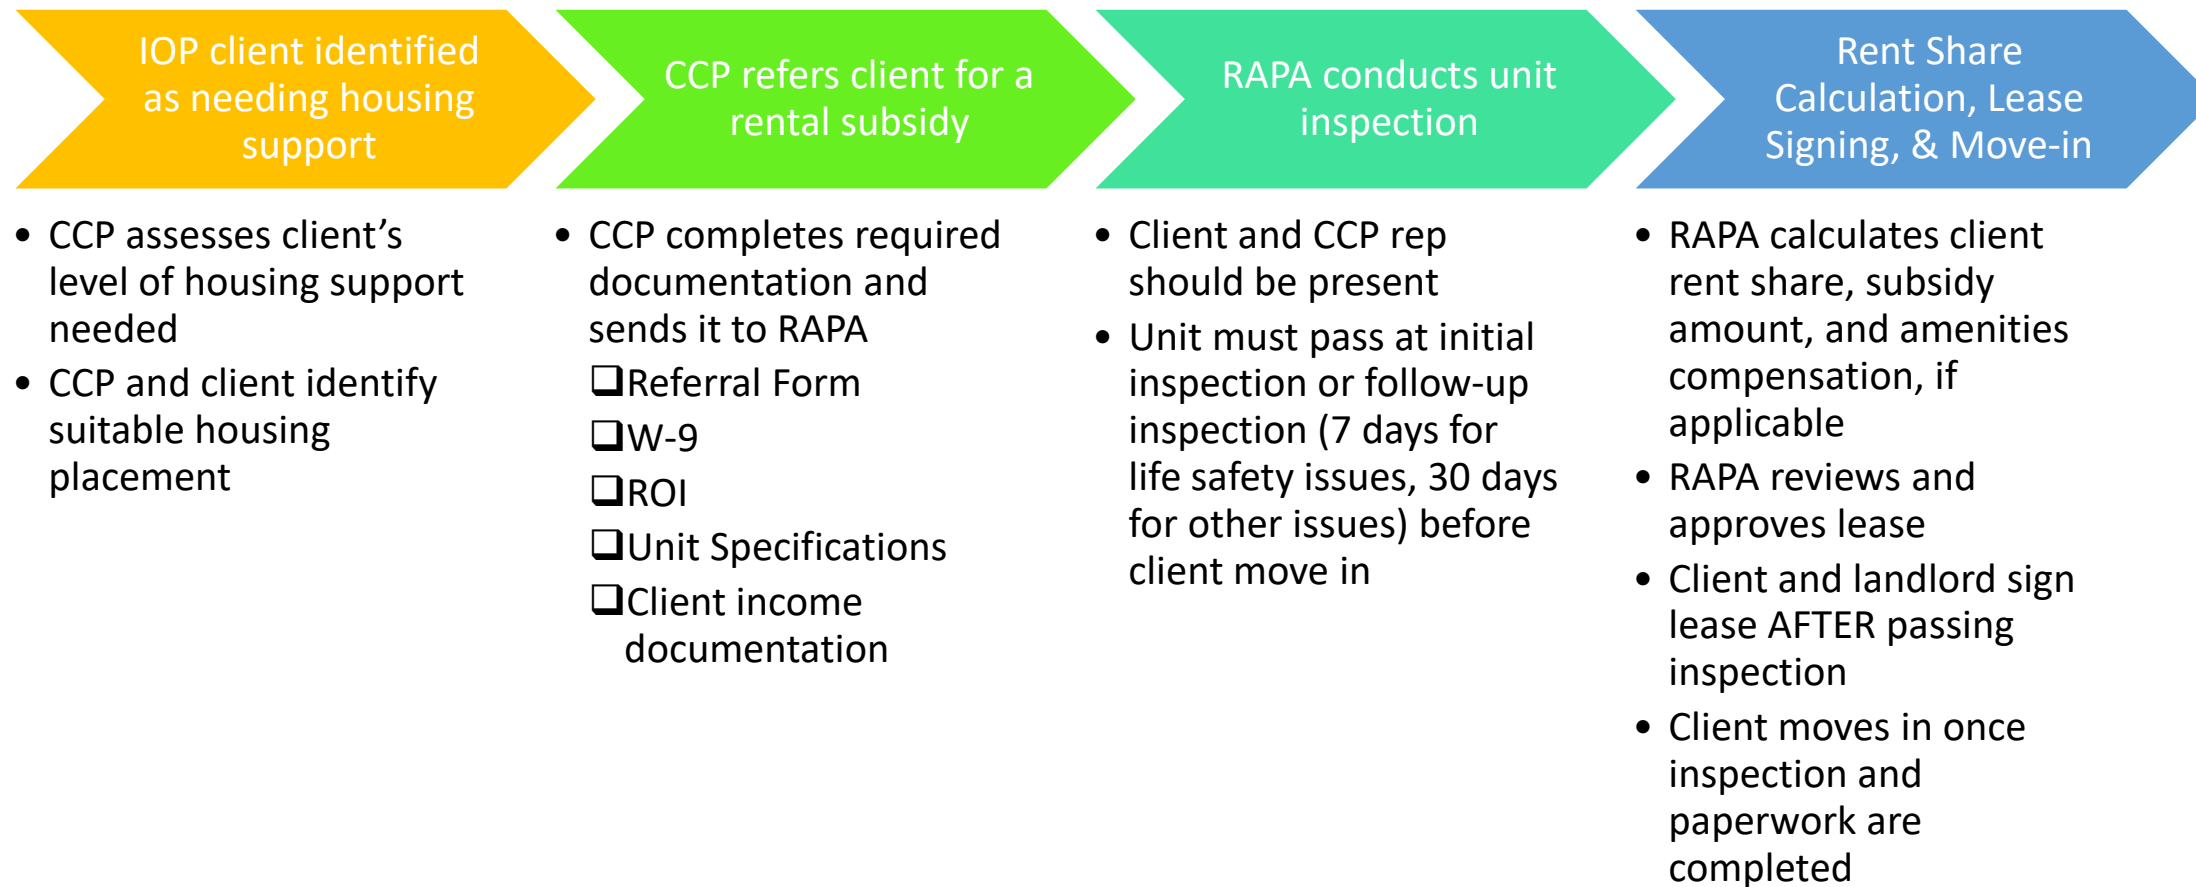 IOP client identified
as needing housing
support
CCP refers client for a
rental subsidy
RAPA conducts unit
inspection
Rent Share
Calculation, Lease
Signing, & Move-in
• CCP assesses client’s
level of housing support
needed
• CCP and client identify
suitable housing
placement
• CCP completes required
documentation and
sends it to RAPA
❑Referral Form
❑W-9
❑ROI
❑Unit Specifications
❑Client income
documentation
• Client and CCP rep
should be present
• Unit must pass at initial
inspection or follow-up
inspection (7 days for
life safety issues, 30 days
for other issues) before
client move in
• RAPA calculates client
rent share, subsidy
amount, and amenities
compensation, if
applicable
• RAPA reviews and
approves lease
• Client and landlord sign
lease AFTER passing
inspection
• Client moves in once
inspection and
paperwork are
completed